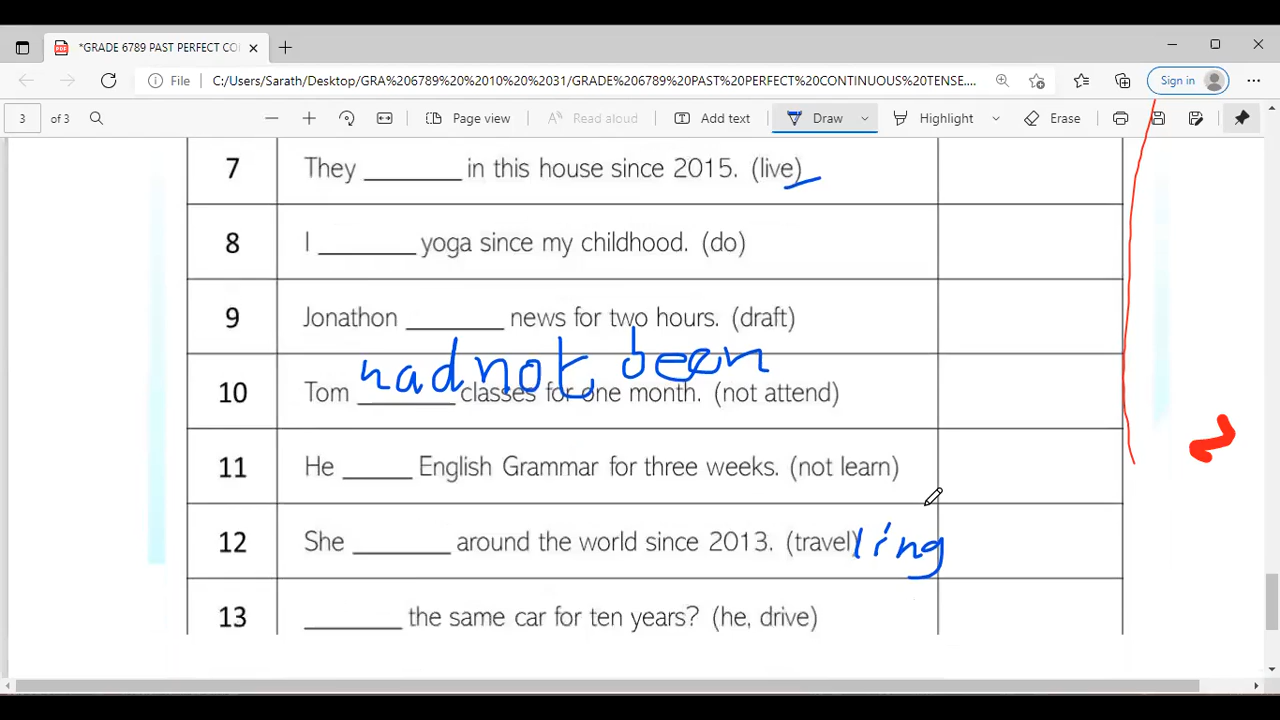 *GRADE 6789 PAST PERFECT CO
File C:/Users/Sarath/Desktop/GRA%206789%20%2010%20%2031/GRADE%206789%20PAST%20PERFECT%20CONTINUOUS%20TENSE.... Sign in
3 of 3 Page view Read aloud Add text Draw Highlight Erase
7 They ________ in this house since 2015. (live)
8 I ________ yoga since my childhood. (do)
9 Jonathon ________ news for two hours. (draft)
had not been
10 Tom ________ classes for one month. (not attend)
11 He ______ English Grammar for three weeks. (not learn)
12 She ________ around the world since 2013. (travel) ling
13 ________ the same car for ten years? (he, drive)